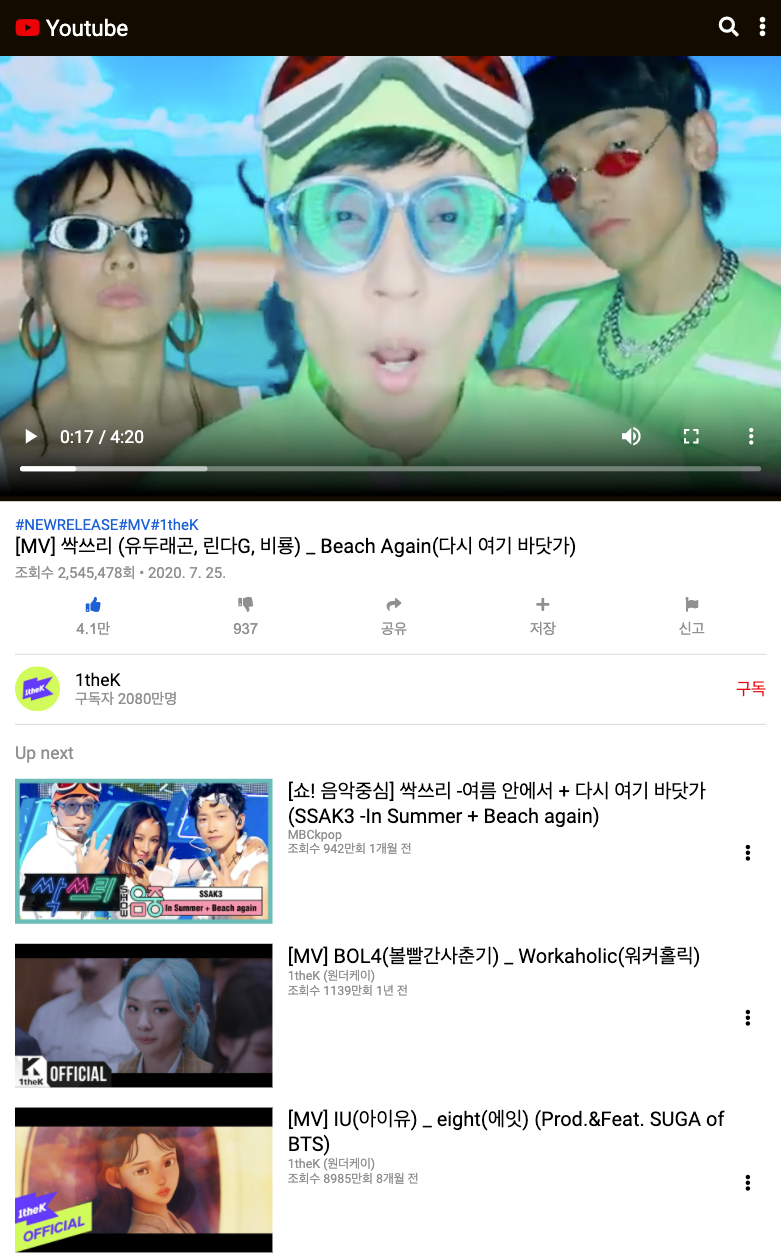 Youtube
0:17 / 4:20
#NEWRELEASE#MV#1theK
[MV] 싹쓰리 (유두래곤, 린다G, 비룡) _ Beach Again(다시 여기 바닷가)
조회수 2,545,478회 • 2020. 7. 25.
4.1만
937
공유
저장
신고
1theK
1theK
구독자 2080만명
구독
Up next
[쇼! 음악중심] 싹쓰리 -여름 안에서 + 다시 여기 바닷가
(SSAK3 -In Summer + Beach again)
MBCkpop
조회수 942만회 1개월 전
싹쓰리
SHOW
음중
SSAK3
In Summer + Beach again
[MV] BOL4(볼빨간사춘기) _ Workaholic(워커홀릭)
1theK (원더케이)
조회수 1139만회 1년 전
K
1theK
OFFICIAL
[MV] IU(아이유) _ eight(에잇) (Prod.&Feat. SUGA of
BTS)
1theK (원더케이)
조회수 8985만회 8개월 전
1theK
OFFICIAL